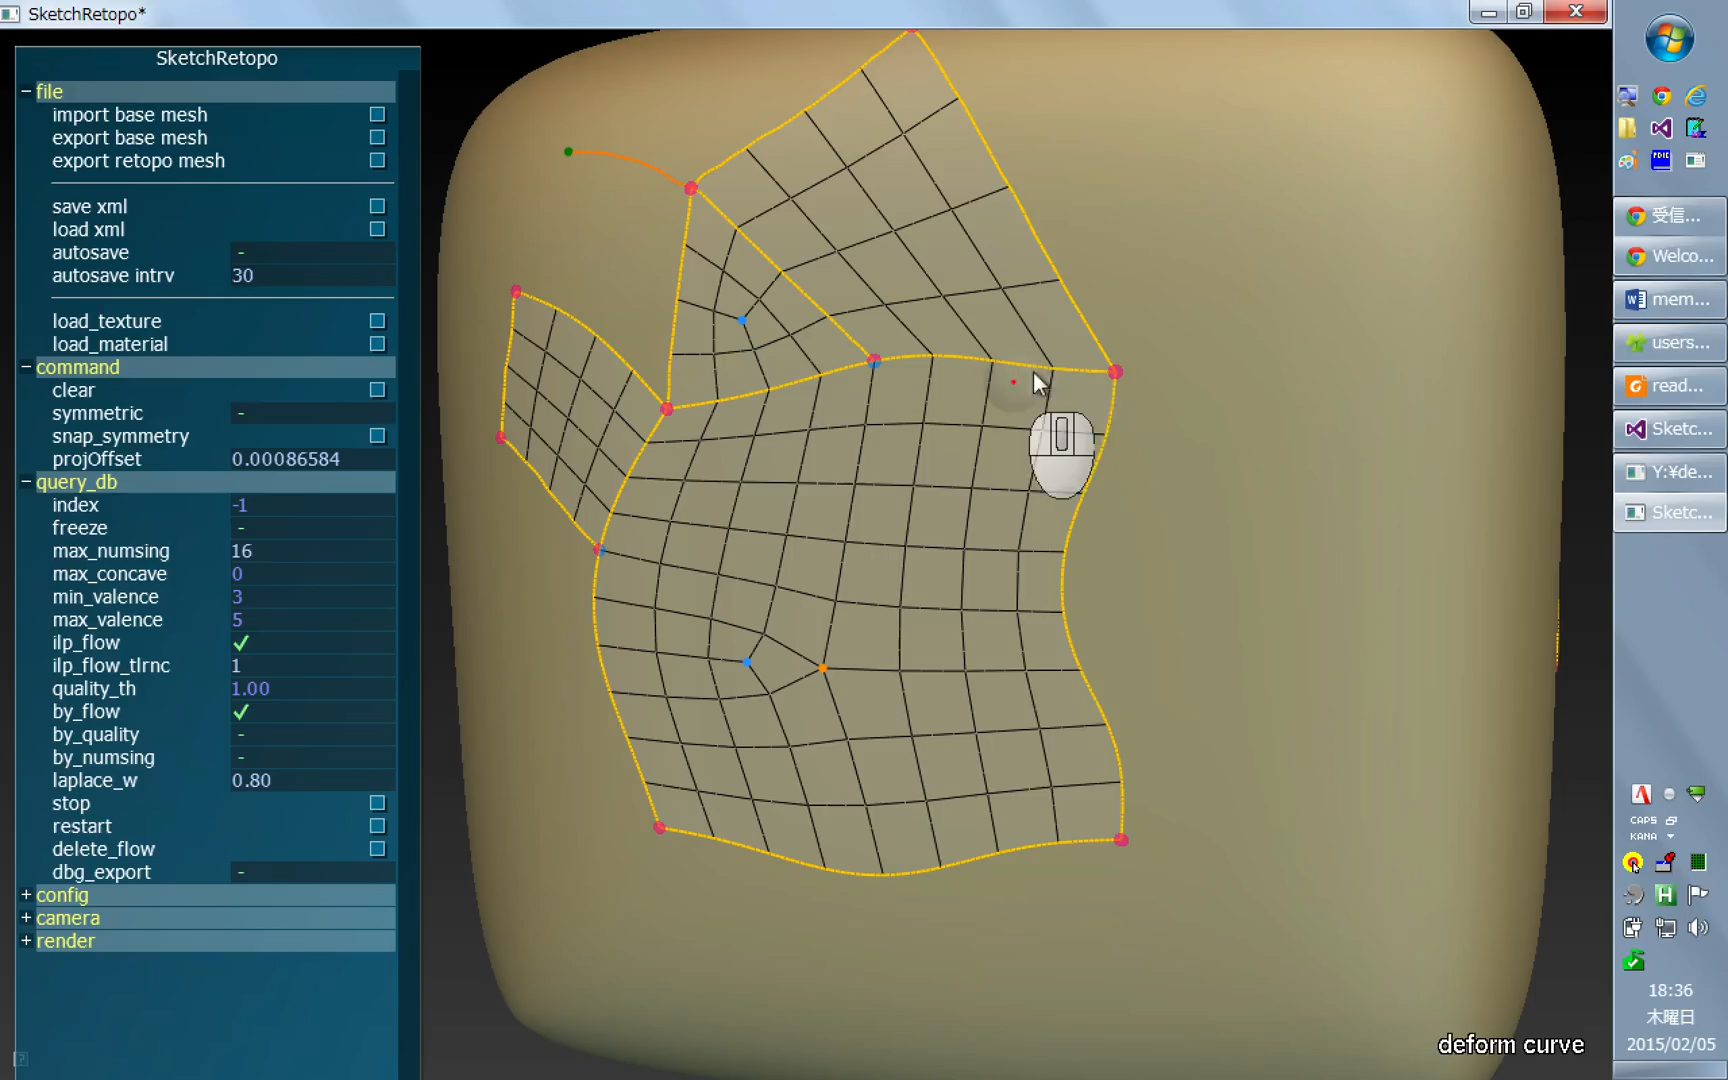 SketchRetopo*
SketchRetopo
− file
import base mesh
export base mesh
export retopo mesh
save xml
load xml
autosave -
autosave intrv 30
load_texture
load_material
− command
clear
symmetric -
snap_symmetry
projOffset 0.00086584
− query_db
index -1
freeze -
max_numsing 16
max_concave 0
min_valence 3
max_valence 5
ilp_flow ✓
ilp_flow_tlrnc 1
quality_th 1.00
by_flow ✓
by_quality -
by_numsing -
laplace_w 0.80
stop
restart
delete_flow
dbg_export -
+ config
+ camera
+ render
?
deform curve
受信...
Welco...
mem...
users...
read...
Sketc...
Y:¥de...
Sketc...
CAPS
KANA
18:36
木曜日
2015/02/05